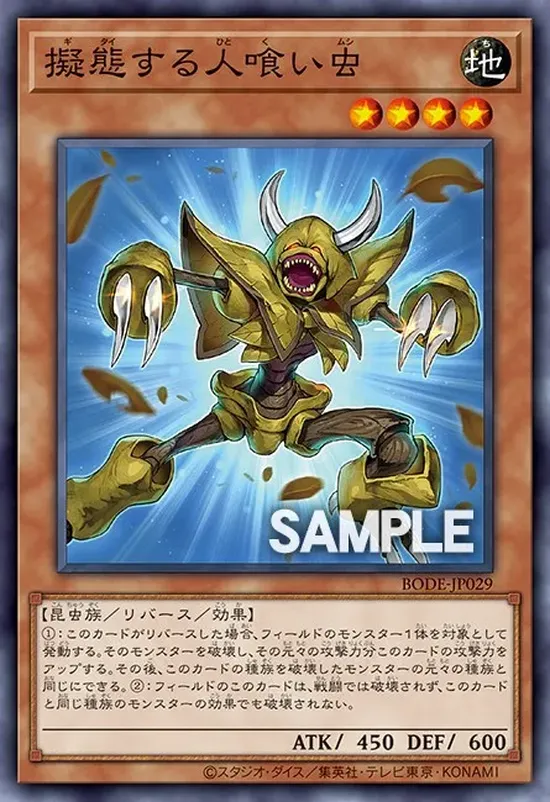 擬態する人喰い虫
地
SAMPLE
BODE-JP029
【昆虫族／リバース／効果】
①：このカードがリバースした場合、フィールドのモンスター１体を対象として
発動する。そのモンスターを破壊し、その元々の攻撃力分このカードの攻撃力を
アップする。その後、このカードの種族を破壊したモンスターの元々の種族と
同じにできる。②：フィールドのこのカードは、戦闘では破壊されず、このカード
と同じ種族のモンスターの効果でも破壊されない。
ATK/ 450 DEF/ 600
©スタジオ・ダイス／集英社・テレビ東京・KONAMI